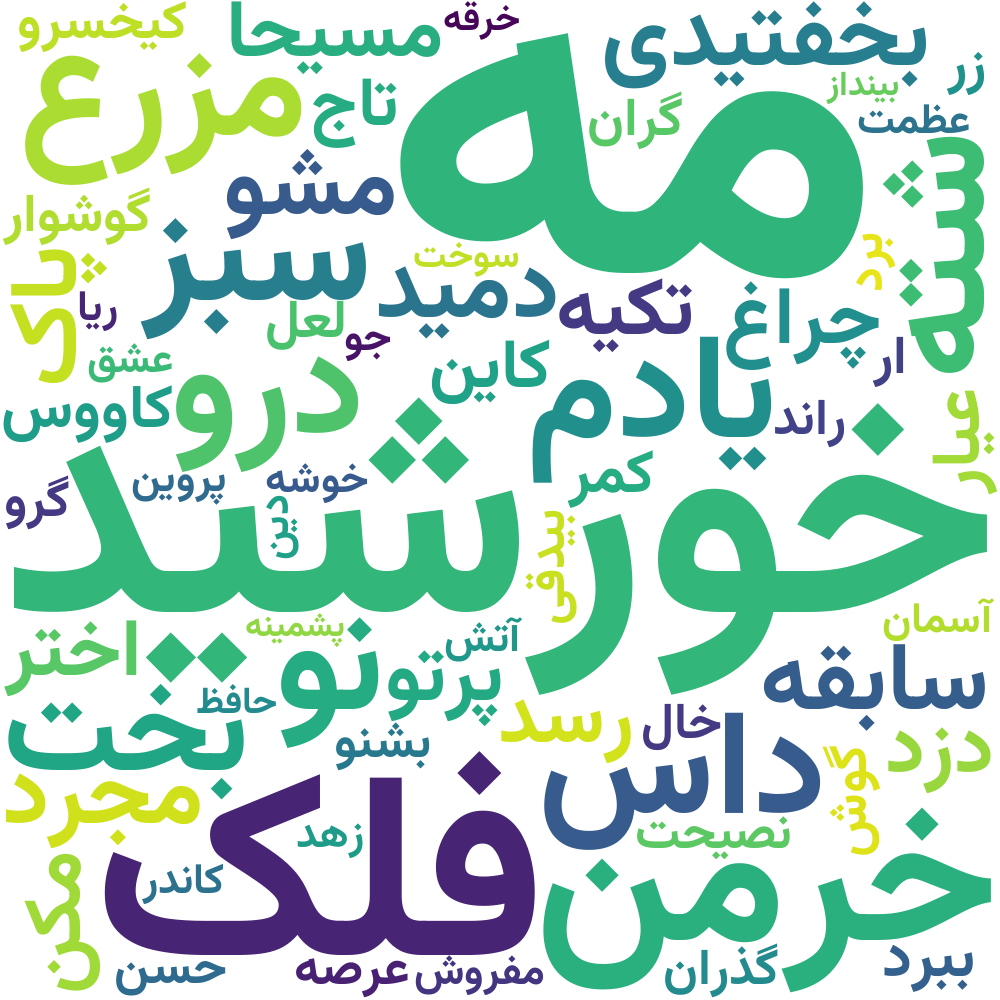 خرقه
کیخسرو
مسیحا
مه
بخفتیدی
زر
بینداز
مزرع
تاج
گران
عظمت
شته
مشو
گوشوار
سبز
سوخت
برد
پاک
دمید
تکیه
چراغ
ریا
لعل
جو
ار
عشق
درو
کاین
یادم
کاووس
راند
عیار
خورشید
کمر
پروین
خوشه
گرو
دین
بیدقی
آسمان
پشمینه
آتش
اختر
نو
پرتو
سابقه
بخت
حافظ
رسد
خال
بشنو
داس
دزد
گوش
مجرد
فلک
زهد
نصیحت
خرمن
مکن
کاندر
حسن
عرصه
مفروش
گذران
ببرد